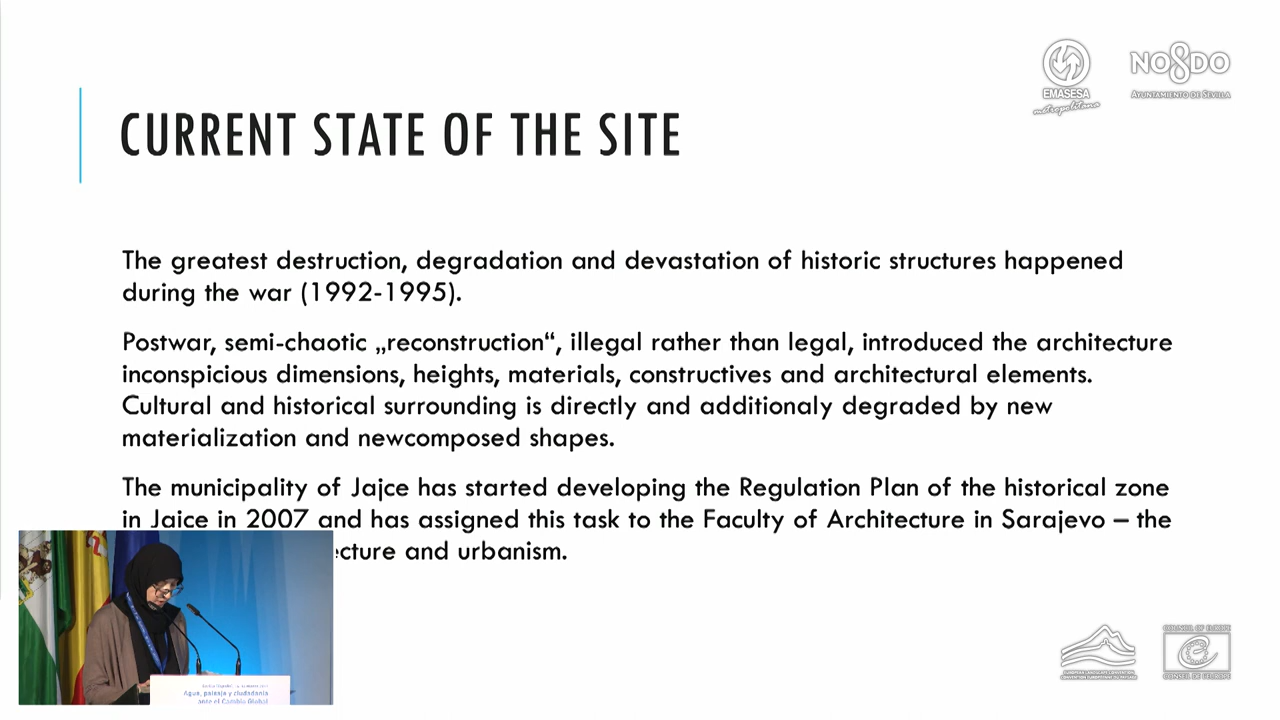 EMASESA
metropolitana
NO8DO
AYUNTAMIENTO DE SEVILLA
CURRENT STATE OF THE SITE
The greatest destruction, degradation and devastation of historic structures happened
during the war (1992-1995).
Postwar, semi-chaotic „reconstruction“, illegal rather than legal, introduced the architecture
inconspicious dimensions, heights, materials, constructives and architectural elements.
Cultural and historical surrounding is directly and additionaly degraded by new
materialization and newcomposed shapes.
The municipality of Jajce has started developing the Regulation Plan of the historical zone
in Jajce in 2007 and has assigned this task to the Faculty of Architecture in Sarajevo – the
ecture and urbanism.
Agua, paisaje y ciudadanía
ante el Cambio Global
COUNCIL OF EUROPE
CONSEIL DE L'EUROPE